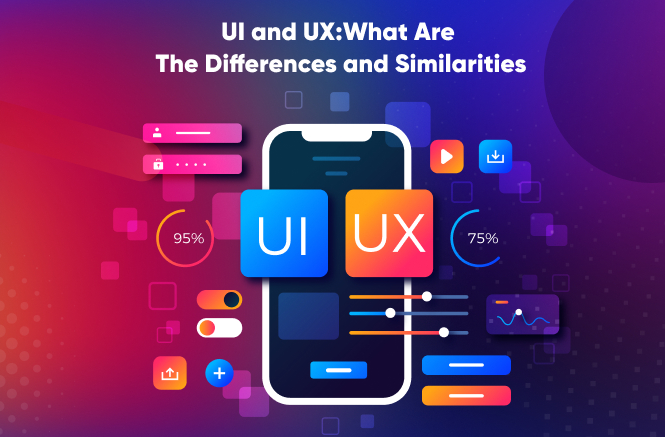 UI and UX:What Are
The Differences and Similarities
UI
UX
95%
75%